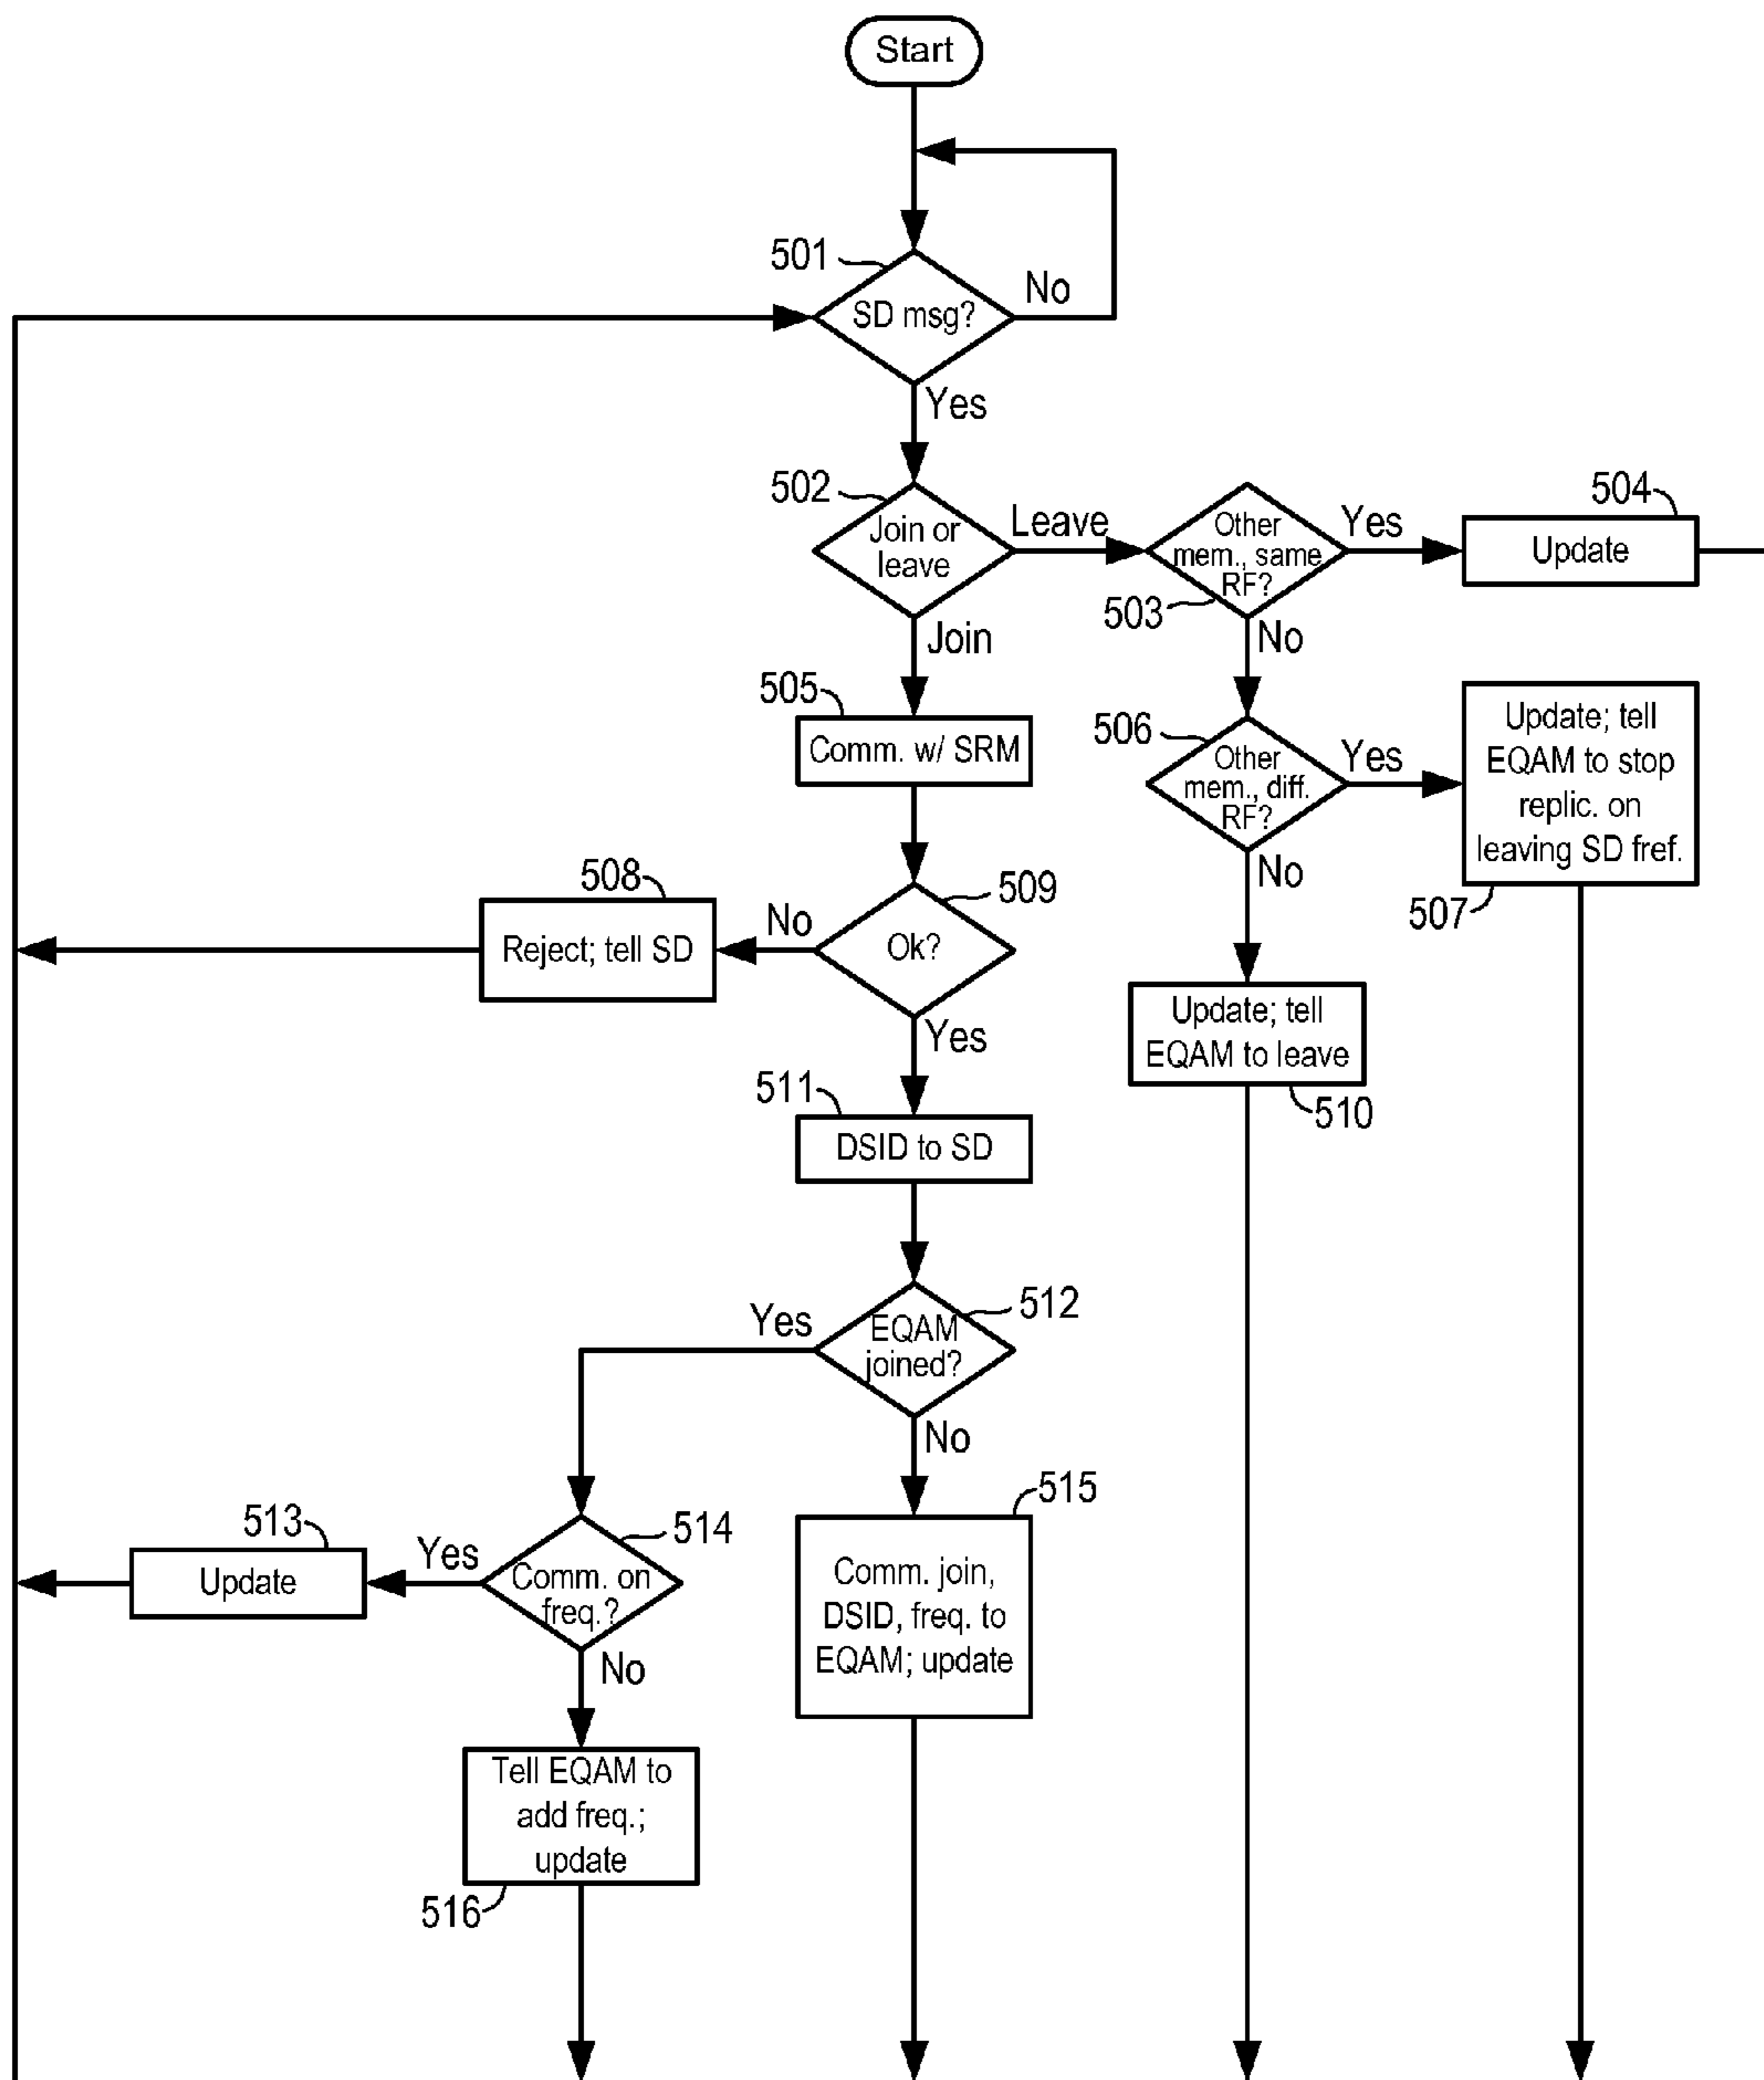 Start
501
SD msg?
No
Yes
502
Join or
leave
Leave
Other
mem., same
RF?
503
Yes
504
Update
Join
No
505
Comm. w/ SRM
506
Other
mem., diff.
RF?
Yes
Update; tell
EQAM to stop
replic. on
leaving SD fref.
507
No
508
Reject; tell SD
No
509
Ok?
Yes
Update; tell
EQAM to leave
510
511
DSID to SD
512
EQAM
joined?
Yes
No
513
Update
Yes
514
Comm. on
freq.?
No
515
Comm. join,
DSID, freq. to
EQAM; update
Tell EQAM to
add freq.;
update
516